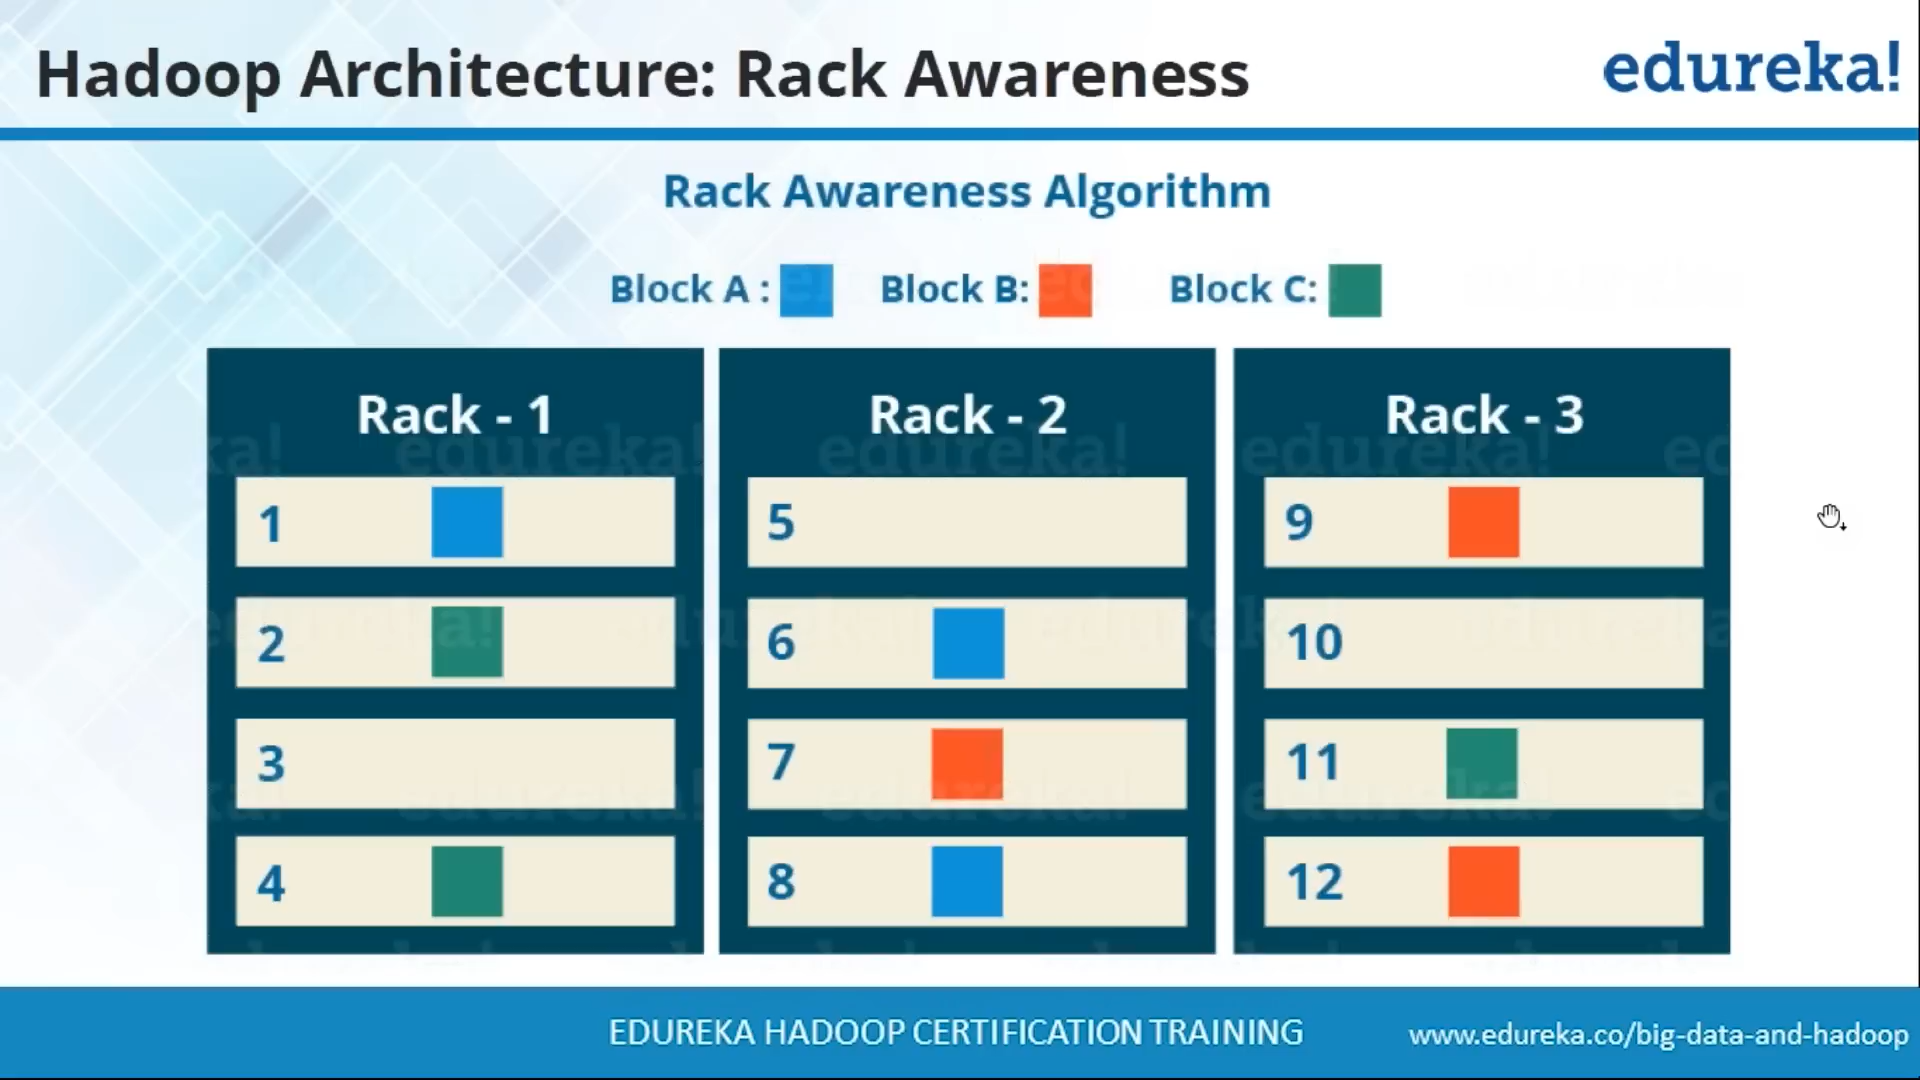 Hadoop Architecture: Rack Awareness
edureka!
Rack Awareness Algorithm
Block A : Block B: Block C:
Rack - 1
1
2
3
4
Rack - 2
5
6
7
8
Rack - 3
9
10
11
12
EDUREKA HADOOP CERTIFICATION TRAINING
www.edureka.co/big-data-and-hadoop